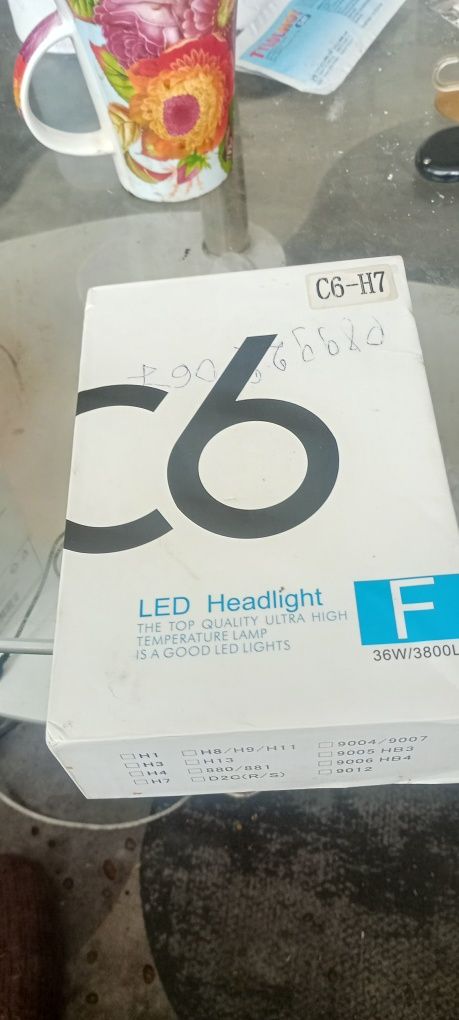 C6-H7
C6
LED Headlight
THE TOP QUALITY ULTRA HIGH
TEMPERATURE LAMP
IS A GOOD LED LIGHTS
F
36W/3800L
H1
H3
H4
H7
H8/H9/H11
H13
880/881
D2C(R/S)
9004/9007
9005 HB3
9006 HB4
9012